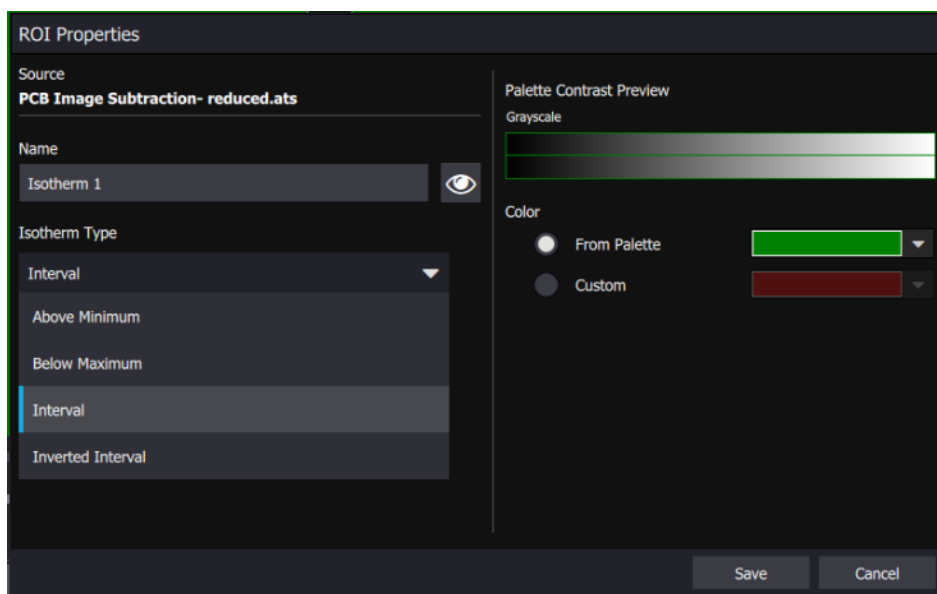 ROI Properties
Source
PCB Image Subtraction- reduced.ats
Name
Isotherm 1
Isotherm Type
Interval
Above Minimum
Below Maximum
Interval
Inverted Interval
Palette Contrast Preview
Grayscale
Color
From Palette
Custom
Save
Cancel